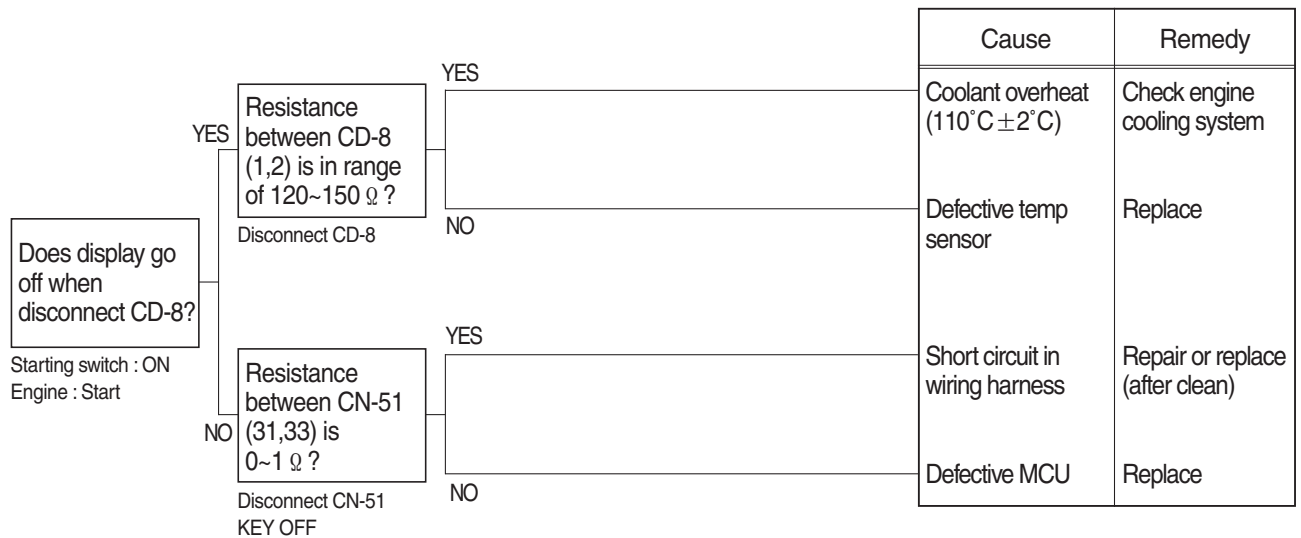 Does display go
off when
disconnect CD-8?
Starting switch : ON
Engine : Start
YES
Resistance
between CD-8
(1,2) is in range
of 120~150 Ω ?
Disconnect CD-8
NO
Resistance
between CN-51
(31,33) is
0~1 Ω ?
Disconnect CN-51
KEY OFF
YES
NO
YES
NO
Cause
Remedy
Coolant overheat
(110˚C±2˚C)
Check engine
cooling system
Defective temp
sensor
Replace
Short circuit in
wiring harness
Repair or replace
(after clean)
Defective MCU
Replace